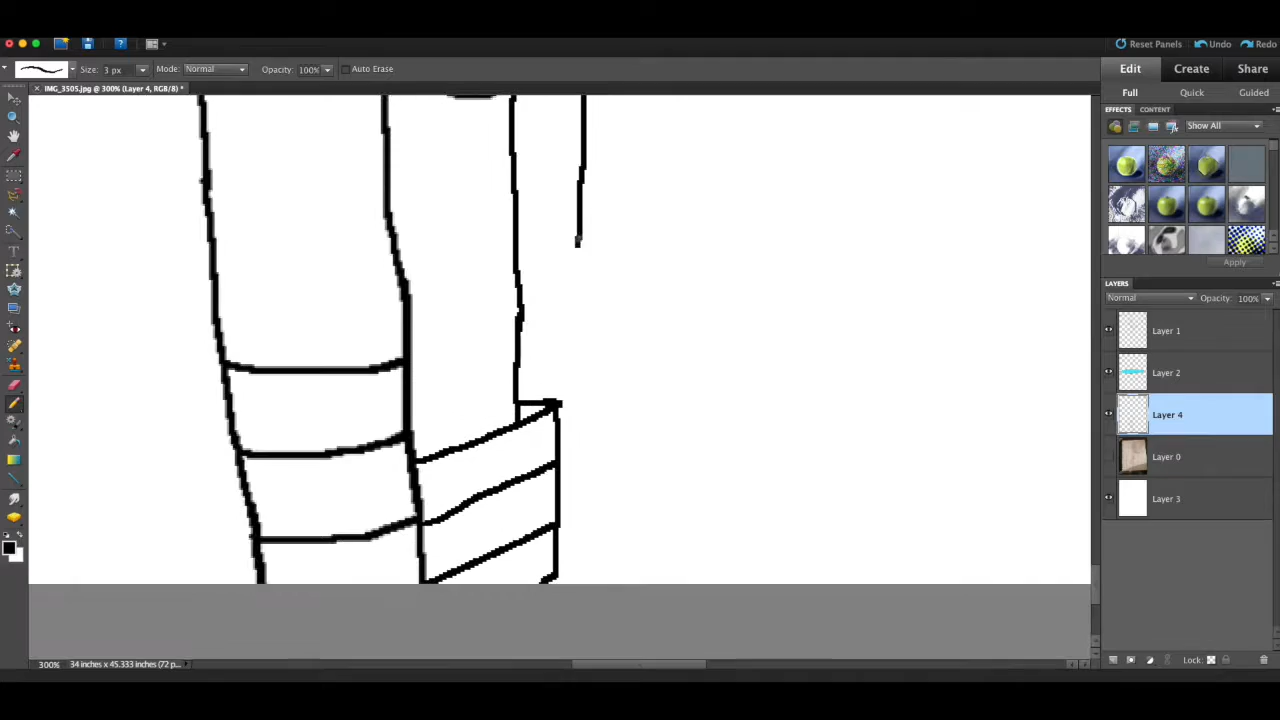 Reset Panels Undo Redo
Size: 3 px Mode: Normal Opacity: 100% Auto Erase
Edit Create Share
IMG_3505.jpg @ 300% (Layer 4, RGB/8) *
Full Quick Guided
EFFECTS CONTENT
Show All
Apply
LAYERS
Normal Opacity: 100%
Layer 1
Layer 2
Layer 4
Layer 0
Layer 3
300% 34 inches x 45.333 inches (72 p...
Lock: